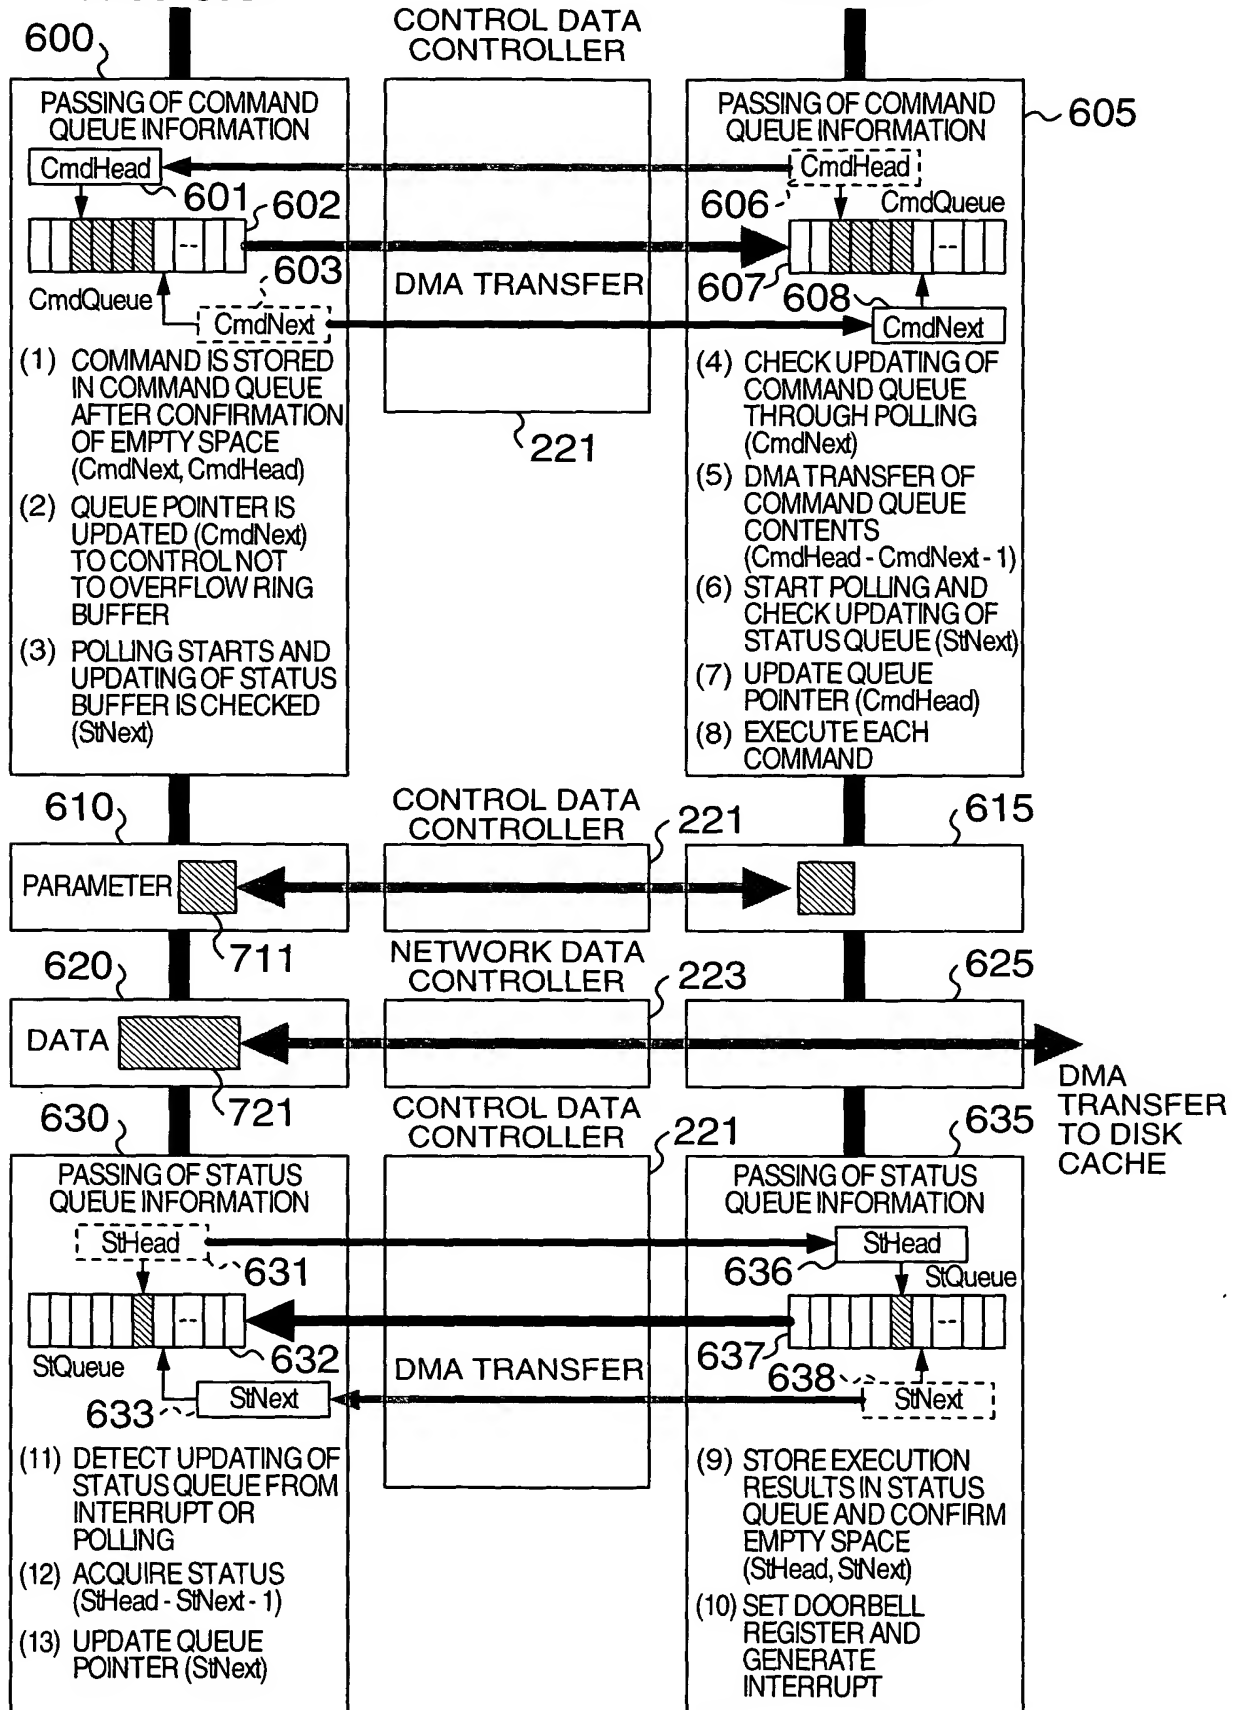 CONTROL DATA
CONTROLLER
600
PASSING OF COMMAND
QUEUE INFORMATION
CmdHead
601
602
603
CmdQueue
CmdNext
(1) COMMAND IS STORED
IN COMMAND QUEUE
AFTER CONFIRMATION
OF EMPTY SPACE
(CmdNext, CmdHead)
(2) QUEUE POINTER IS
UPDATED (CmdNext)
TO CONTROL NOT
TO OVERFLOW RING
BUFFER
(3) POLLING STARTS AND
UPDATING OF STATUS
BUFFER IS CHECKED
(StNext)
DMA TRANSFER
221
PASSING OF COMMAND
QUEUE INFORMATION
605
CmdHead
606
CmdQueue
607
608
CmdNext
(4) CHECK UPDATING OF
COMMAND QUEUE
THROUGH POLLING
(CmdNext)
(5) DMA TRANSFER OF
COMMAND QUEUE
CONTENTS
(CmdHead - CmdNext - 1)
(6) START POLLING AND
CHECK UPDATING OF
STATUS QUEUE (StNext)
(7) UPDATE QUEUE
POINTER (CmdHead)
(8) EXECUTE EACH
COMMAND
610
CONTROL DATA
CONTROLLER
221
615
PARAMETER
711
620
NETWORK DATA
CONTROLLER
223
625
DATA
721
DMA
TRANSFER
TO DISK
CACHE
630
CONTROL DATA
CONTROLLER
221
635
PASSING OF STATUS
QUEUE INFORMATION
StHead
631
StQueue
632
633
StNext
(11) DETECT UPDATING OF
STATUS QUEUE FROM
INTERRUPT OR
POLLING
(12) ACQUIRE STATUS
(StHead - StNext - 1)
(13) UPDATE QUEUE
POINTER (StNext)
DMA TRANSFER
PASSING OF STATUS
QUEUE INFORMATION
StHead
636
StQueue
637
638
StNext
(9) STORE EXECUTION
RESULTS IN STATUS
QUEUE AND CONFIRM
EMPTY SPACE
(StHead, StNext)
(10) SET DOORBELL
REGISTER AND
GENERATE
INTERRUPT